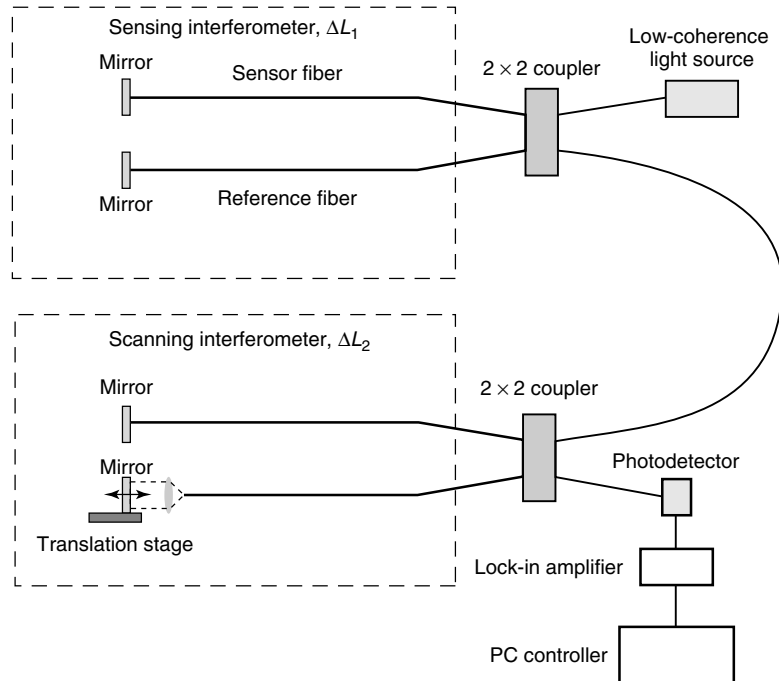 Sensing interferometer, ΔL₁
Mirror
Sensor fiber
Mirror
Reference fiber
2 × 2 coupler
Low-coherence
light source
Scanning interferometer, ΔL₂
Mirror
Mirror
Translation stage
2 × 2 coupler
Photodetector
Lock-in amplifier
PC controller